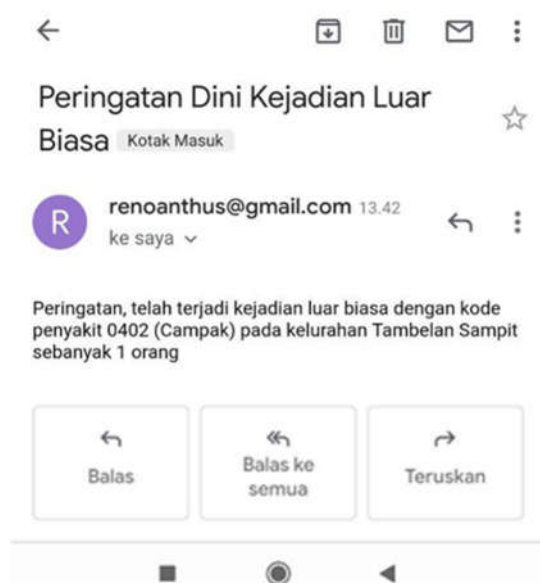 Peringatan Dini Kejadian Luar
Biasa Kotak Masuk
R
renoanthus@gmail.com 13.42
ke saya
Peringatan, telah terjadi kejadian luar biasa dengan kode
penyakit 0402 (Campak) pada kelurahan Tambelan Sampit
sebanyak 1 orang
Balas
Balas ke
semua
Teruskan